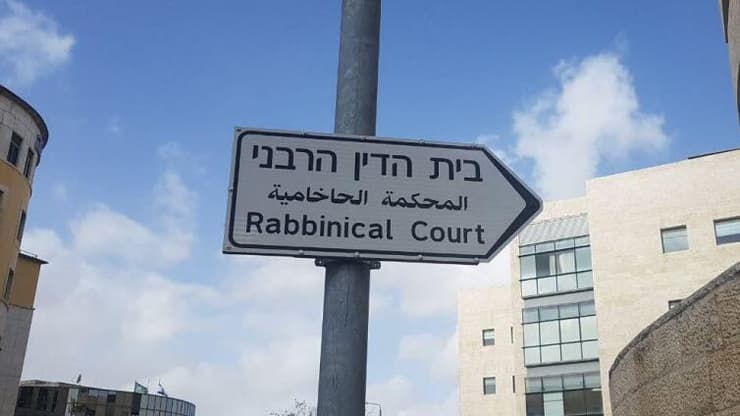 בית הדין הרבני
المحكمة الحاخامية
Rabbinical Court